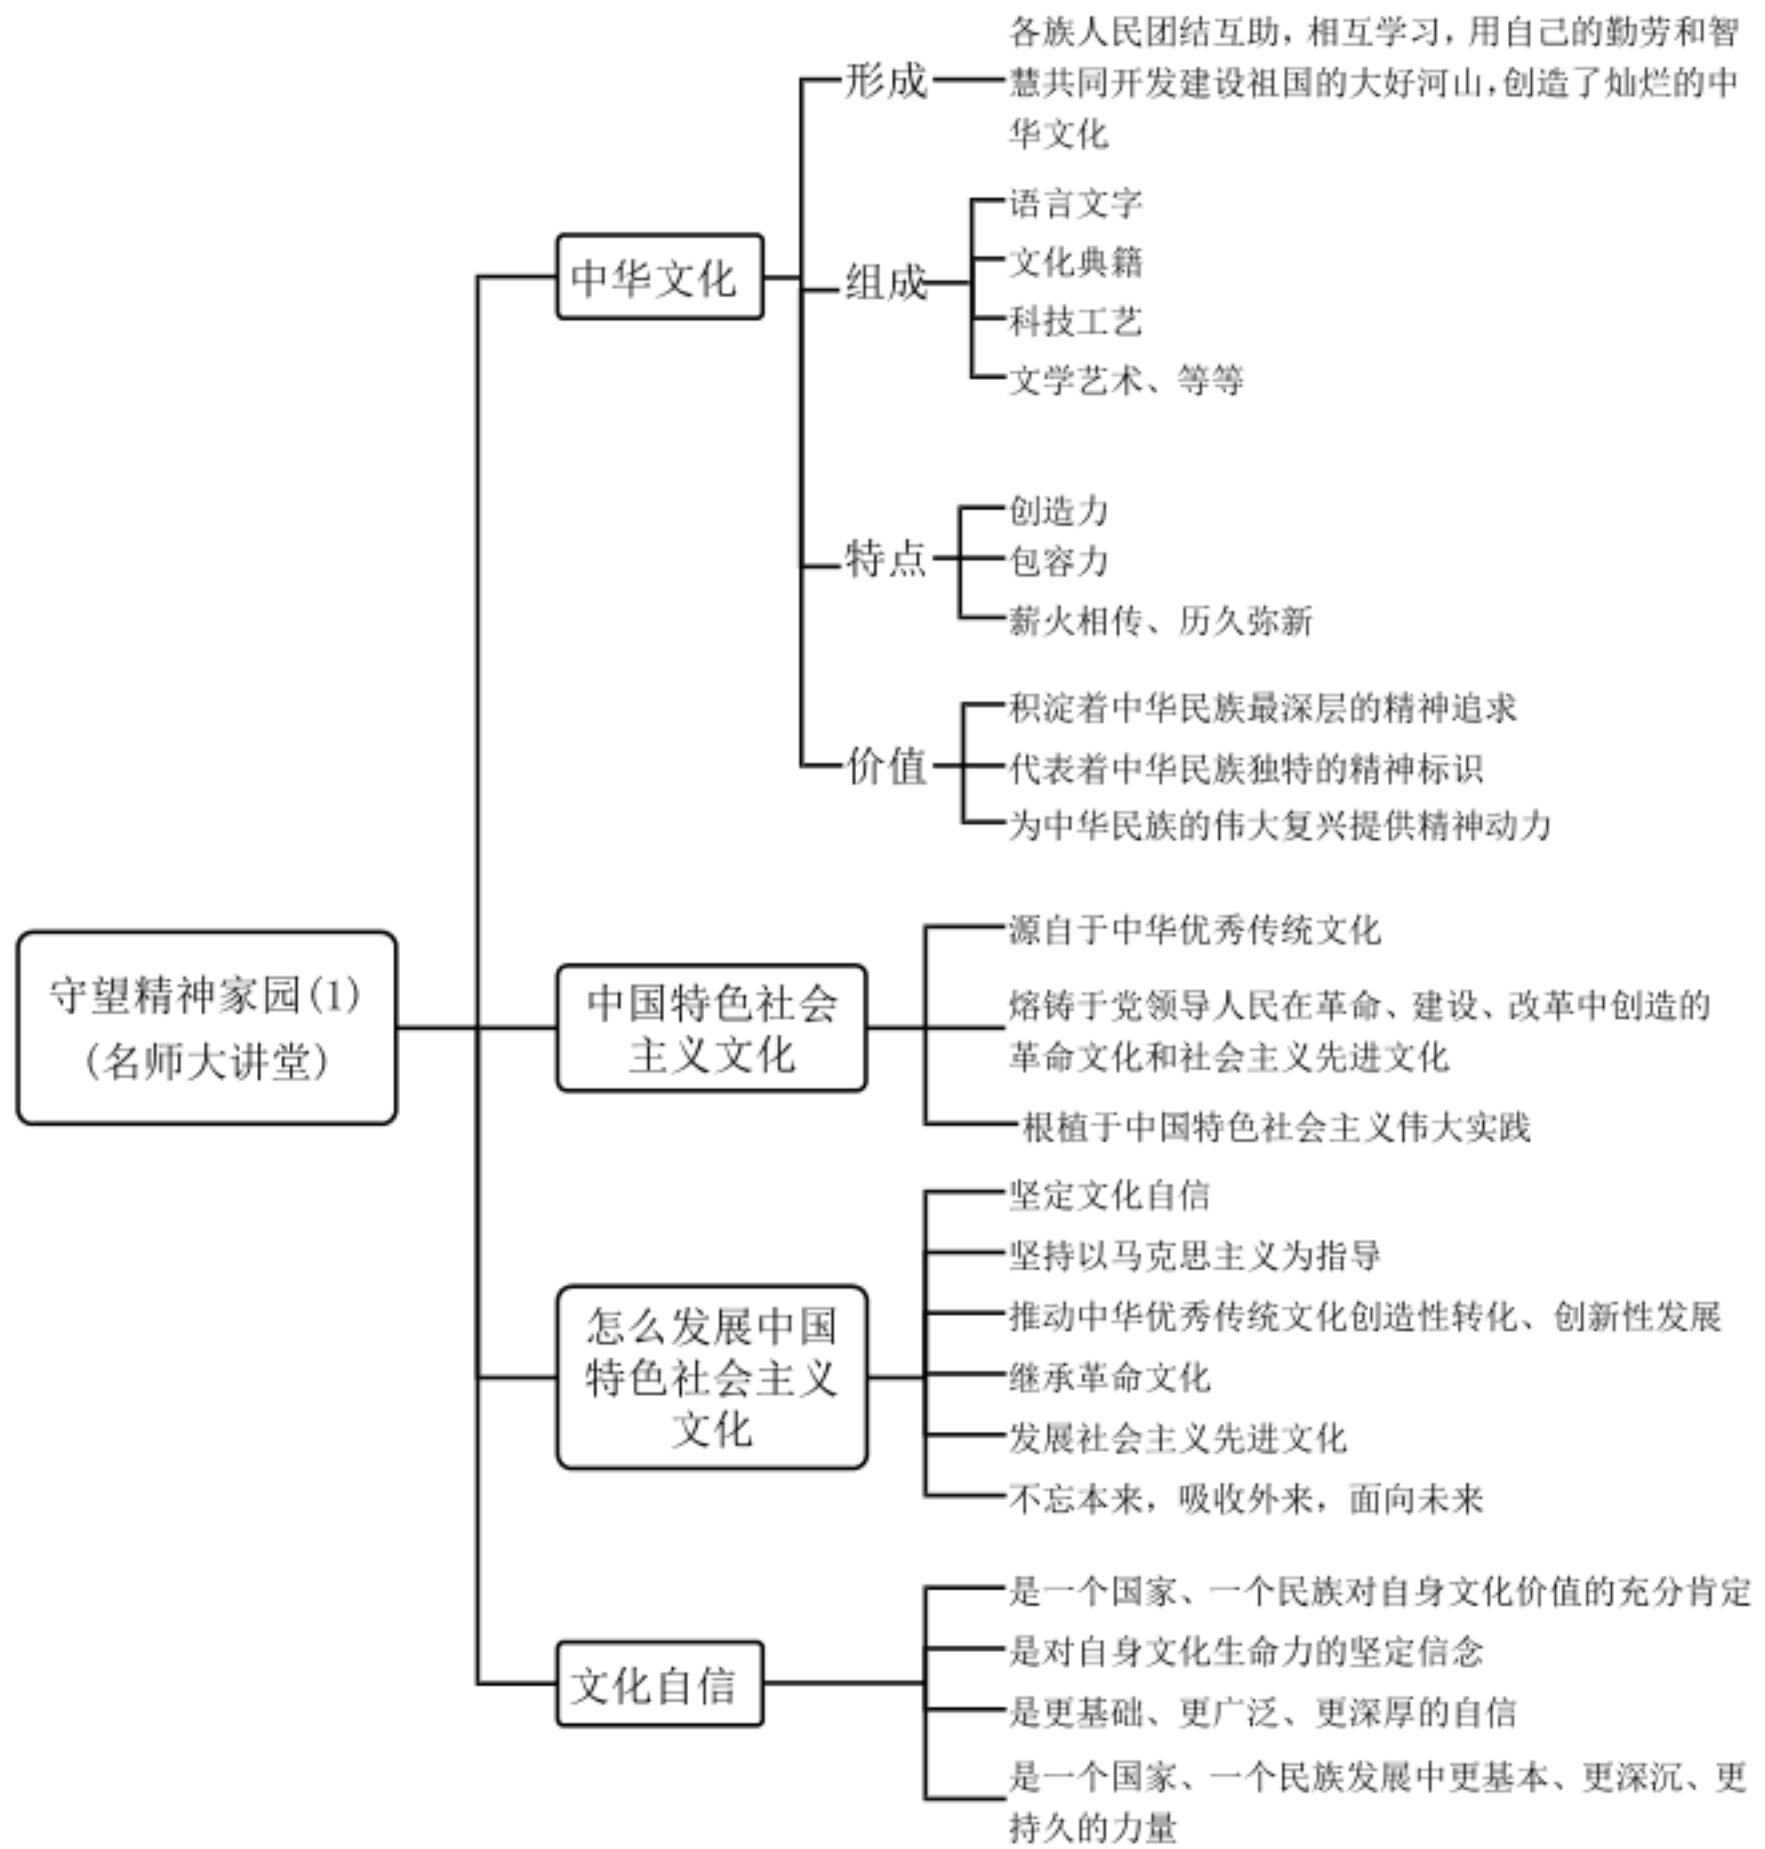 守望精神家园(1)
(名师大讲堂)
中华文化
形成
各族人民团结互助，相互学习，用自己的勤劳和智
慧共同开发建设祖国的大好河山，创造了灿烂的中
华文化
组成
语言文字
文化典籍
科技工艺
文学艺术、等等
特点
创造力
包容力
薪火相传、历久弥新
价值
积淀着中华民族最深层的精神追求
代表着中华民族独特的精神标识
为中华民族的伟大复兴提供精神动力
中国特色社会
主义文化
源自于中华优秀传统文化
熔铸于党领导人民在革命、建设、改革中创造的
革命文化和社会主义先进文化
根植于中国特色社会主义伟大实践
怎么发展中国
特色社会主义
文化
坚定文化自信
坚持以马克思主义为指导
推动中华优秀传统文化创造性转化、创新性发展
继承革命文化
发展社会主义先进文化
不忘本来，吸收外来，面向未来
文化自信
是一个国家、一个民族对自身文化价值的充分肯定
是对自身文化生命力的坚定信念
是更基础、更广泛、更深厚的自信
是一个国家、一个民族发展中更基本、更深沉、更
持久的力量